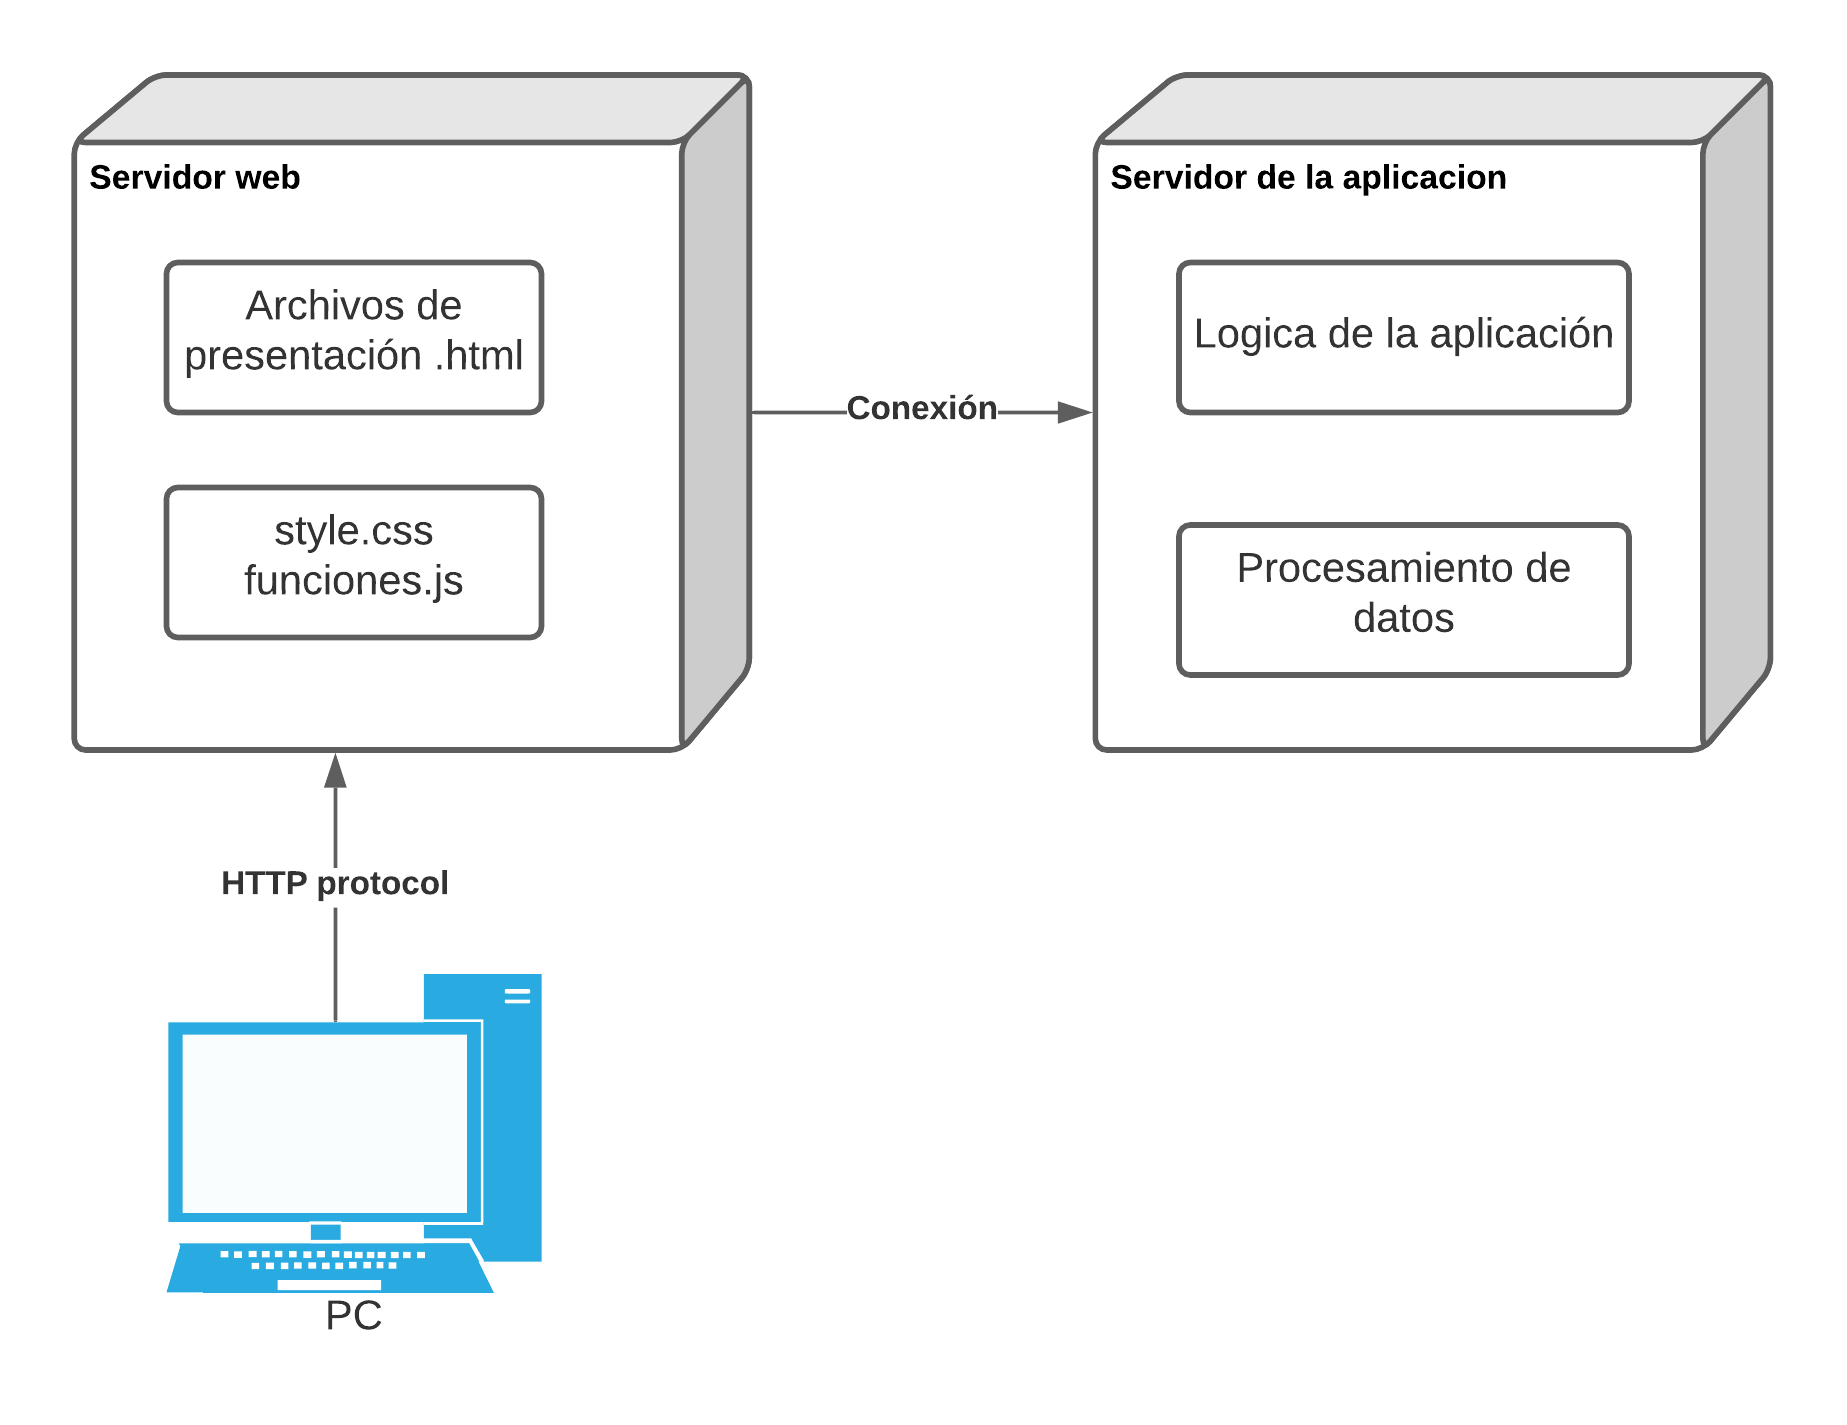 Servidor web
Archivos de
presentación .html
style.css
funciones.js
Conexión
Servidor de la aplicacion
Logica de la aplicación
Procesamiento de
datos
HTTP protocol
PC